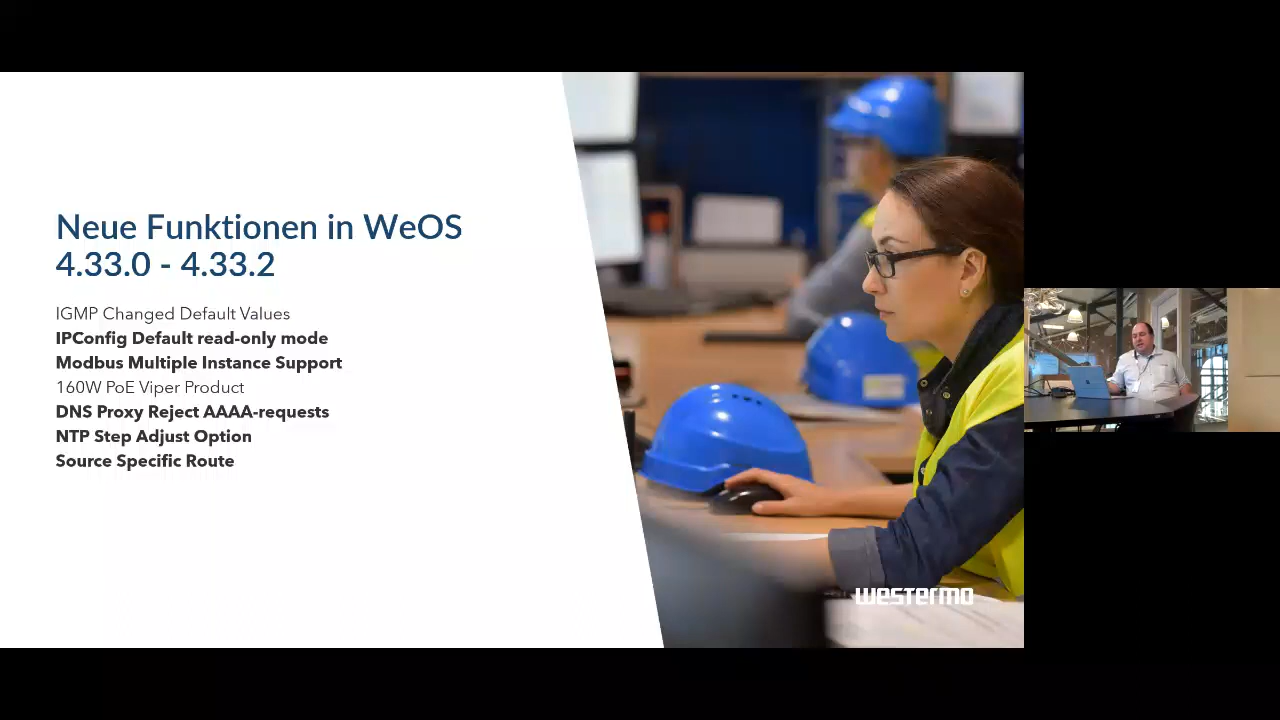 Neue Funktionen in WeOS
4.33.0 - 4.33.2
IGMP Changed Default Values
IPConfig Default read-only mode
Modbus Multiple Instance Support
160W PoE Viper Product
DNS Proxy Reject AAAA-requests
NTP Step Adjust Option
Source Specific Route
westermo